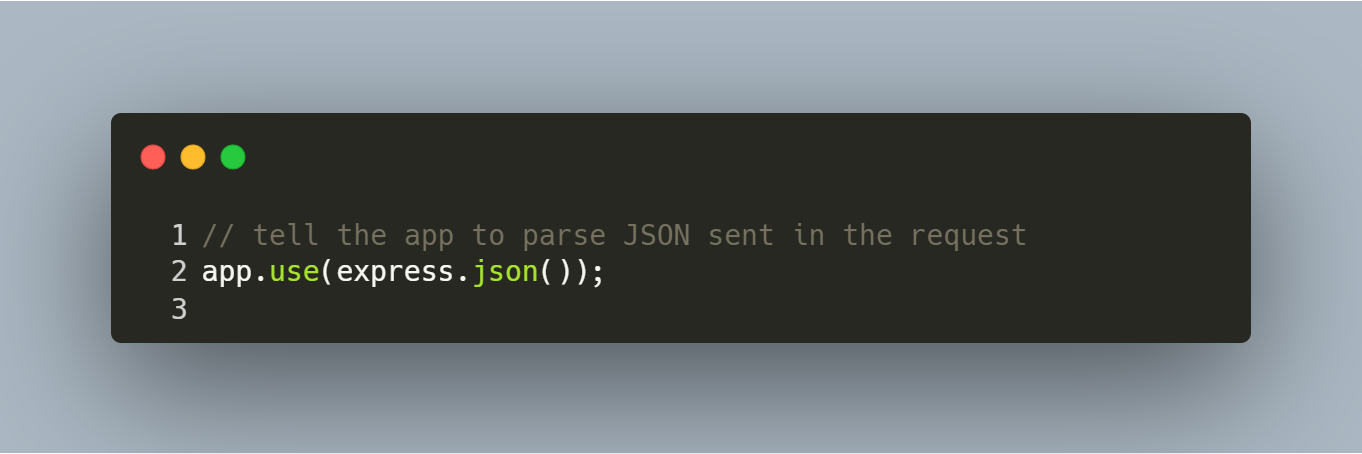 1 // tell the app to parse JSON sent in the request
2 app.use(express.json());
3